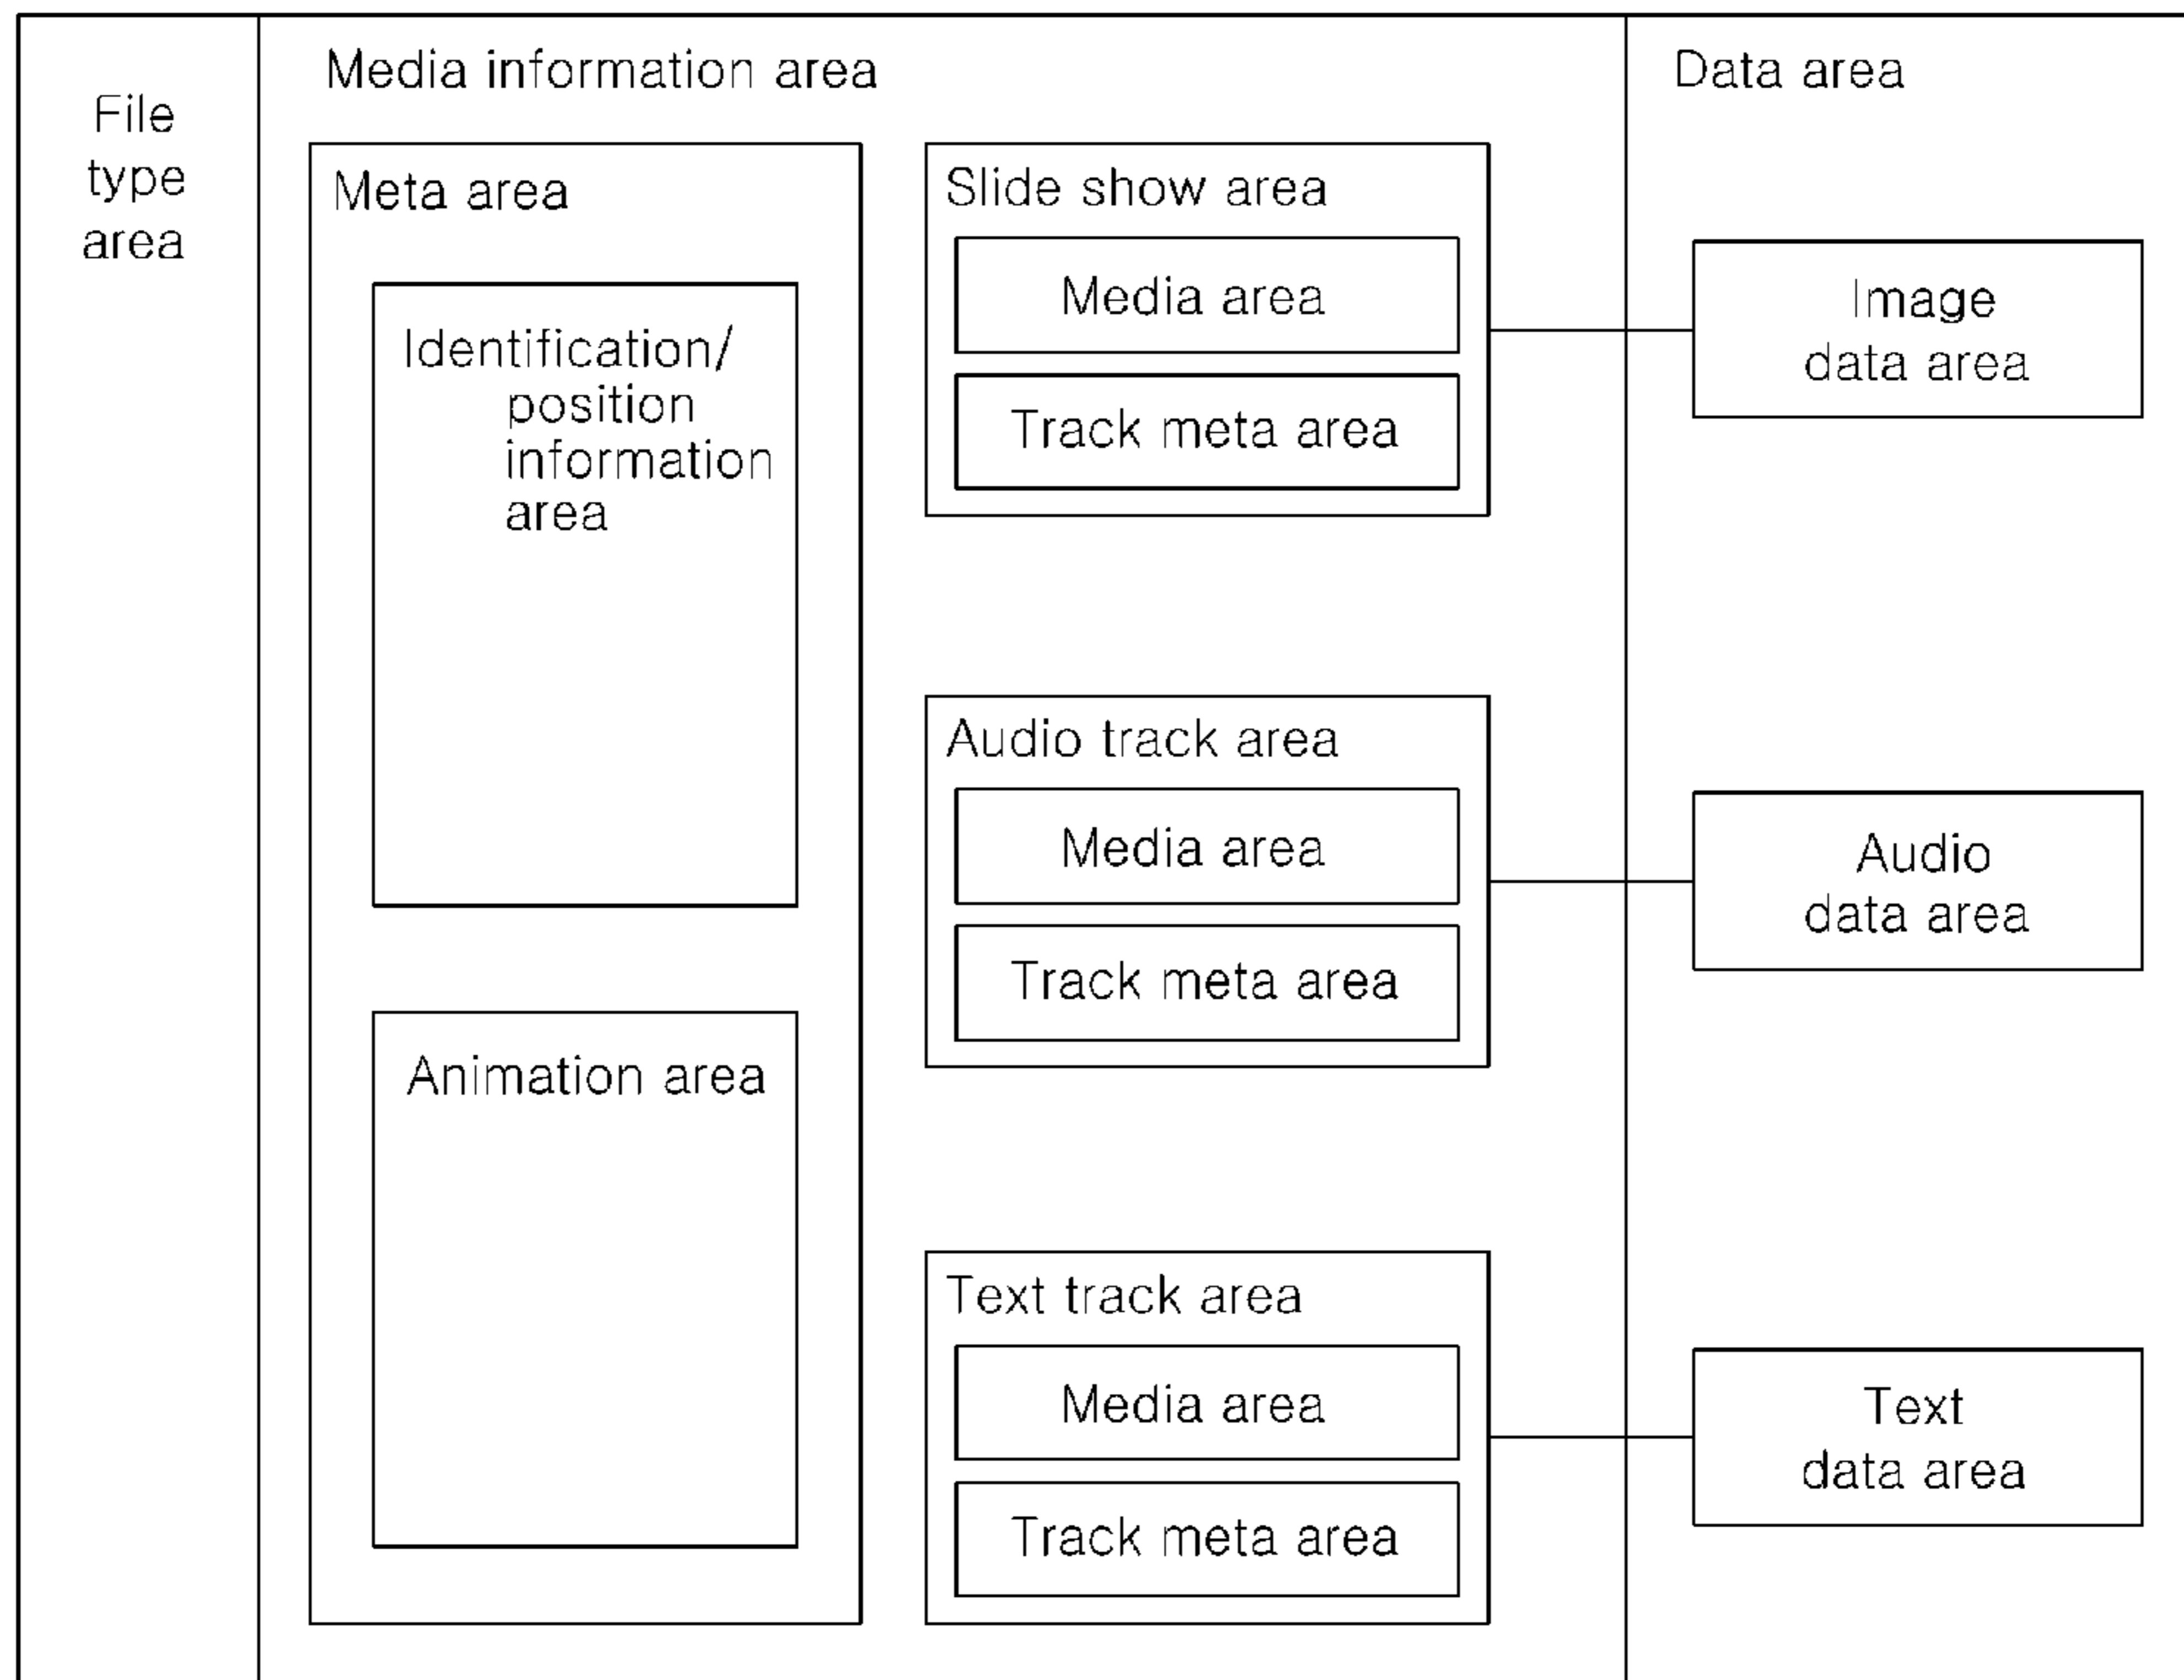 File
type
area
Media information area
Meta area
Identification/
position
information
area
Animation area
Slide show area
Media area
Track meta area
Audio track area
Media area
Track meta area
Text track area
Media area
Track meta area
Data area
Image
data area
Audio
data area
Text
data area